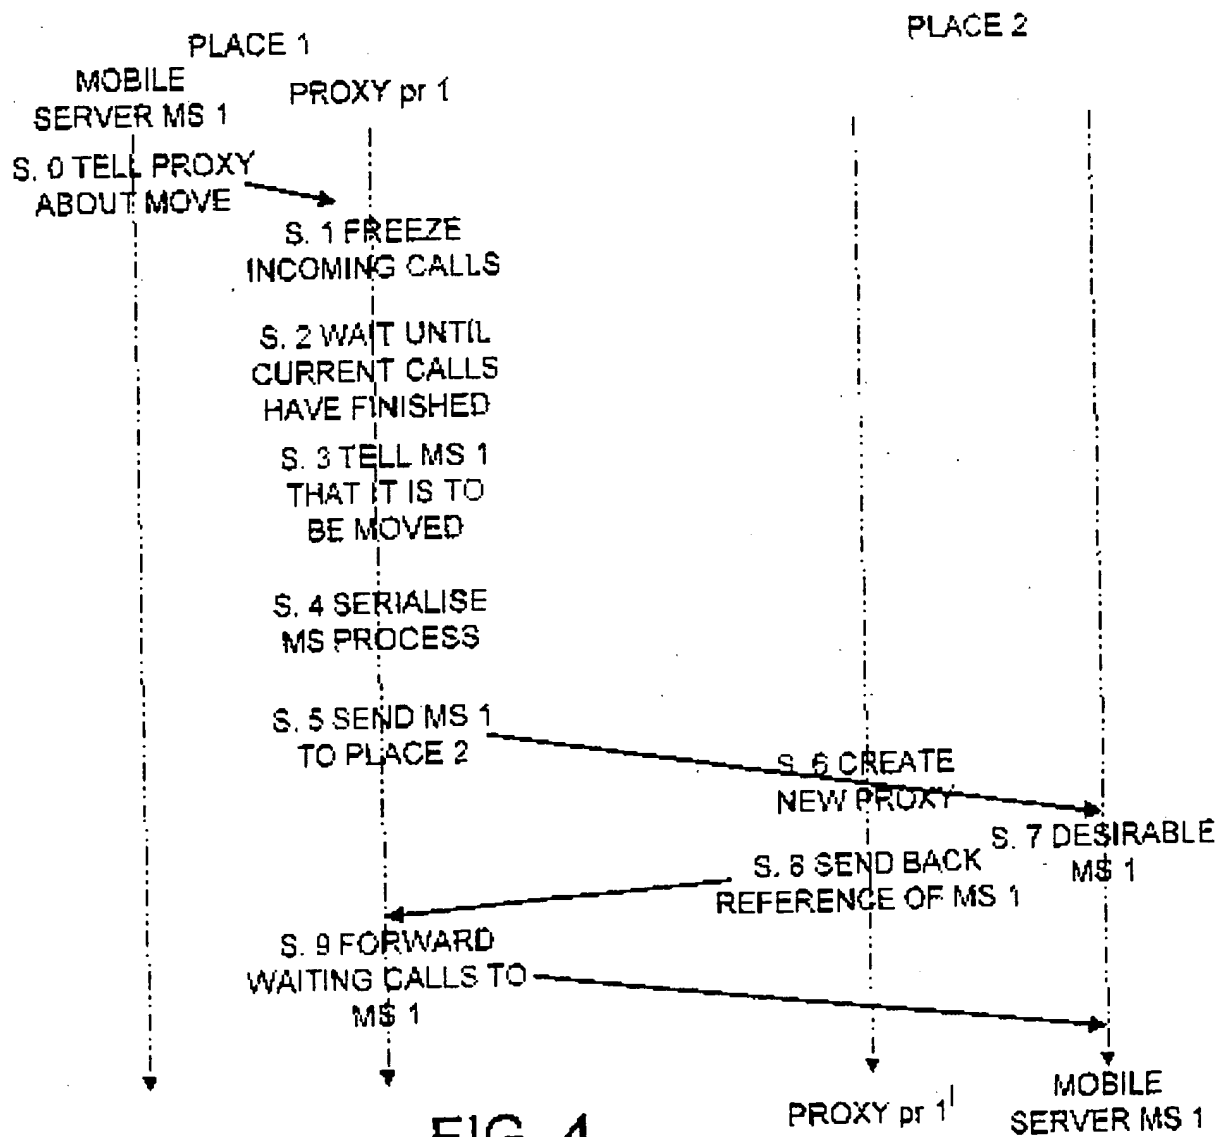 PLACE 1
PLACE 2
MOBILE
SERVER MS 1
PROXY pr 1
S. 0 TELL PROXY
ABOUT MOVE
S. 1 FREEZE
INCOMING CALLS
S. 2 WAIT UNTIL
CURRENT CALLS
HAVE FINISHED
S. 3 TELL MS 1
THAT IT IS TO
BE MOVED
S. 4 SERIALISE
MS PROCESS
S. 5 SEND MS 1
TO PLACE 2
S. 6 CREATE
NEW PROXY
S. 7 DESIRABLE
MS 1
S. 8 SEND BACK
REFERENCE OF MS 1
S. 9 FORWARD
WAITING CALLS TO
MS 1
PROXY pr 1'
MOBILE
SERVER MS 1
FIG. 4